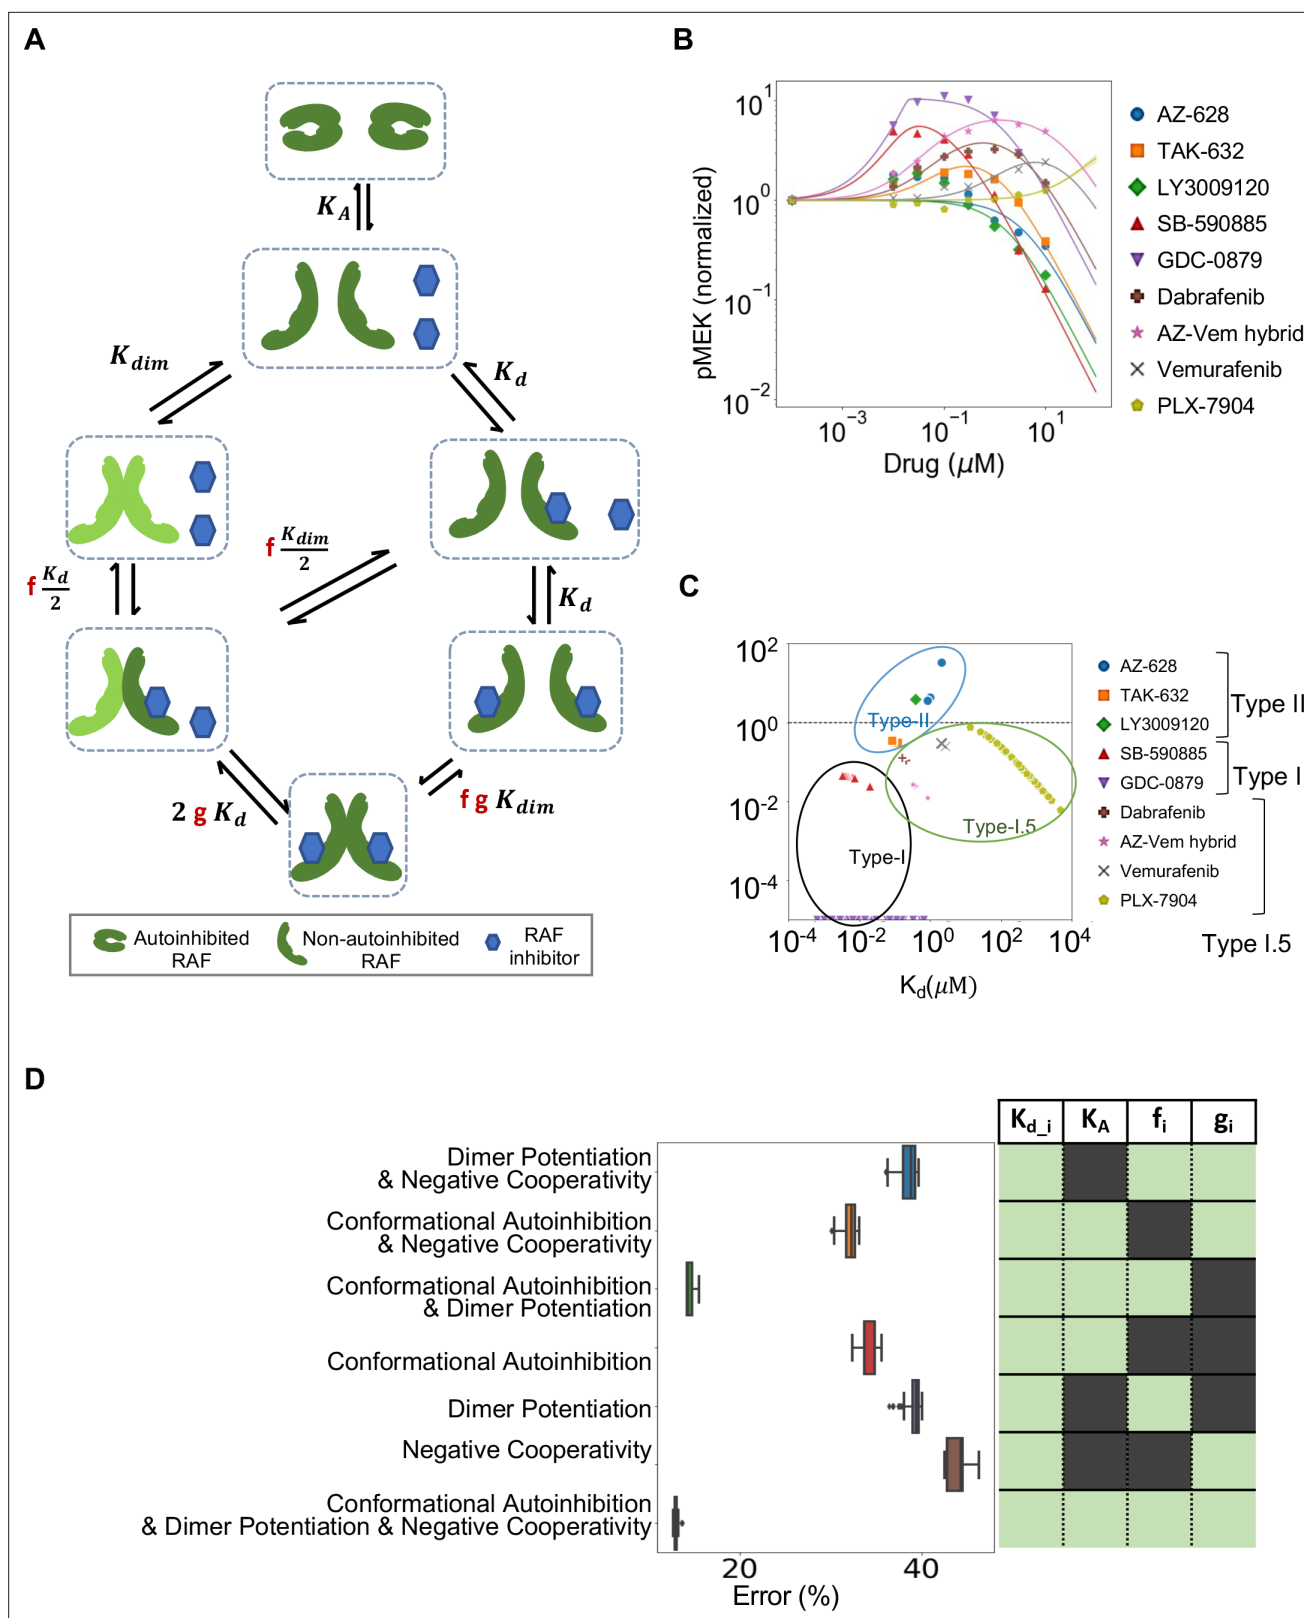 A
K_A
K_dim
K_d
f K_dim/2
f K_d/2
K_d
2 g K_d
f g K_dim
Autoinhibited
RAF
Non-autoinhibited
RAF
RAF
inhibitor
B
pMEK (normalized)
10^1
10^0
10^-1
10^-2
10^-3
10^-1
10^1
Drug (μM)
AZ-628
TAK-632
LY3009120
SB-590885
GDC-0879
Dabrafenib
AZ-Vem hybrid
Vemurafenib
PLX-7904
C
10^2
10^0
10^-2
10^-4
10^-4
10^-2
10^0
10^2
10^4
K_d(μM)
Type-II
Type-I.5
Type-I
AZ-628
TAK-632
LY3009120
SB-590885
GDC-0879
Dabrafenib
AZ-Vem hybrid
Vemurafenib
PLX-7904
Type II
Type I
Type I.5
D
K_d_i
K_A
f_i
g_i
Dimer Potentiation
& Negative Cooperativity
Conformational Autoinhibition
& Negative Cooperativity
Conformational Autoinhibition
& Dimer Potentiation
Conformational Autoinhibition
Dimer Potentiation
Negative Cooperativity
Conformational Autoinhibition
& Dimer Potentiation & Negative Cooperativity
20
40
Error (%)